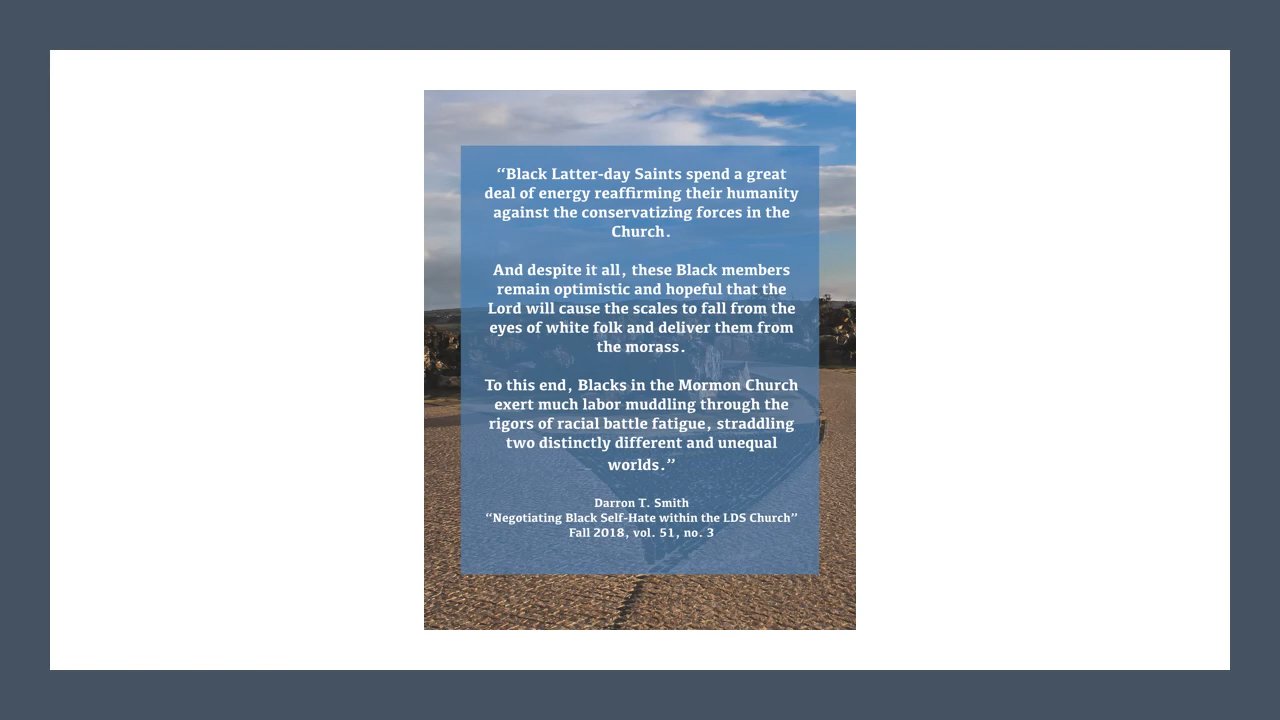 “Black Latter-day Saints spend a great
deal of energy reaffirming their humanity
against the conservatizing forces in the
Church.
And despite it all, these Black members
remain optimistic and hopeful that the
Lord will cause the scales to fall from the
eyes of white folk and deliver them from
the morass.
To this end, Blacks in the Mormon Church
exert much labor muddling through the
rigors of racial battle fatigue, straddling
two distinctly different and unequal
worlds.”
Darron T. Smith
“Negotiating Black Self-Hate within the LDS Church”
Fall 2018, vol. 51, no. 3